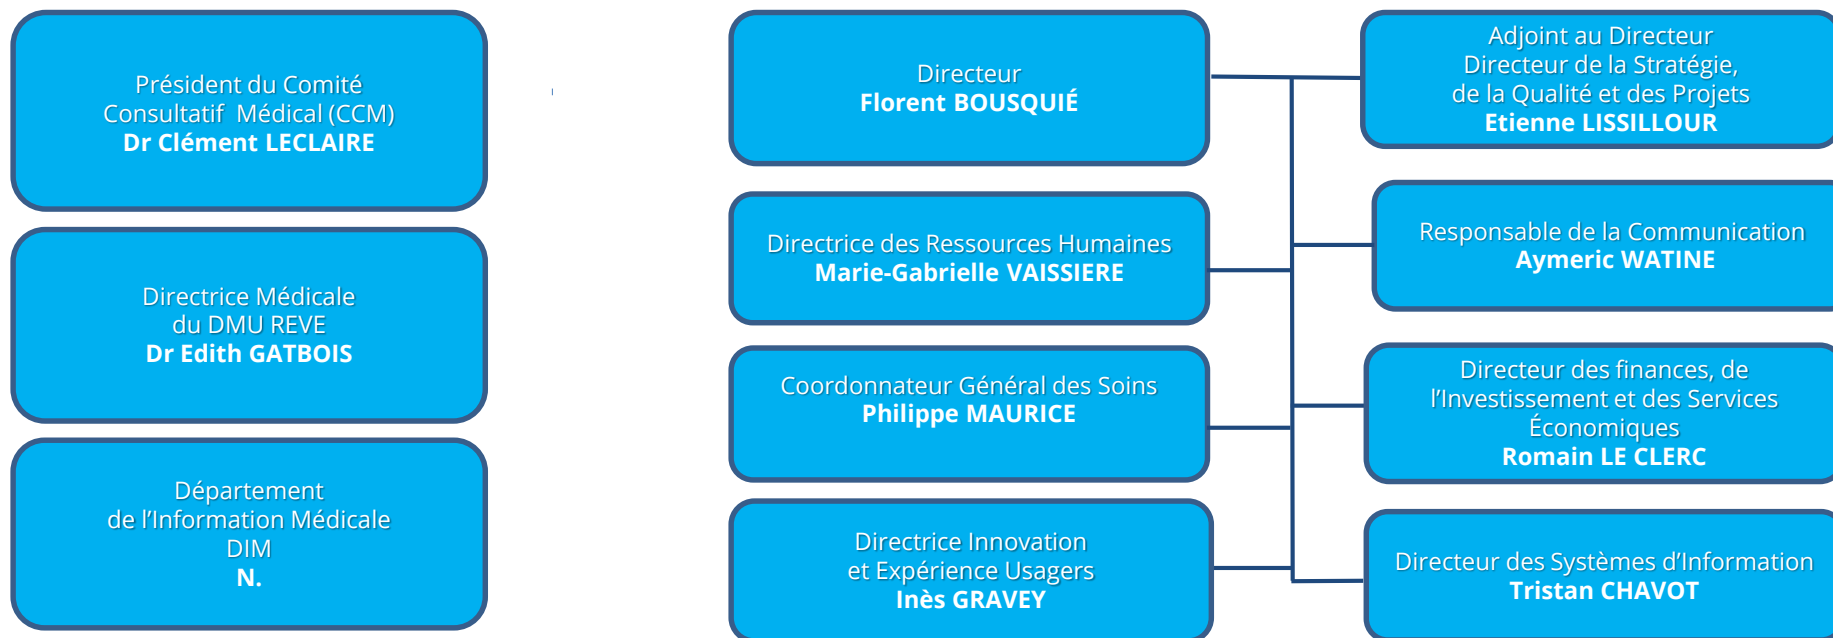 Président du Comité
Consultatif Médical (CCM)
Dr Clément LECLAIRE
Directrice Médicale
du DMU REVE
Dr Edith GATBOIS
Département
de l’Information Médicale
DIM
N.
Directeur
Florent BOUSQUIÉ
Directrice des Ressources Humaines
Marie-Gabrielle VAISSIERE
Coordonnateur Général des Soins
Philippe MAURICE
Directrice Innovation
et Expérience Usagers
Inès GRAVEY
Adjoint au Directeur
Directeur de la Stratégie,
de la Qualité et des Projets
Etienne LISSILLOUR
Responsable de la Communication
Aymeric WATINE
Directeur des finances, de
l’Investissement et des Services
Économiques
Romain LE CLERC
Directeur des Systèmes d’Information
Tristan CHAVOT